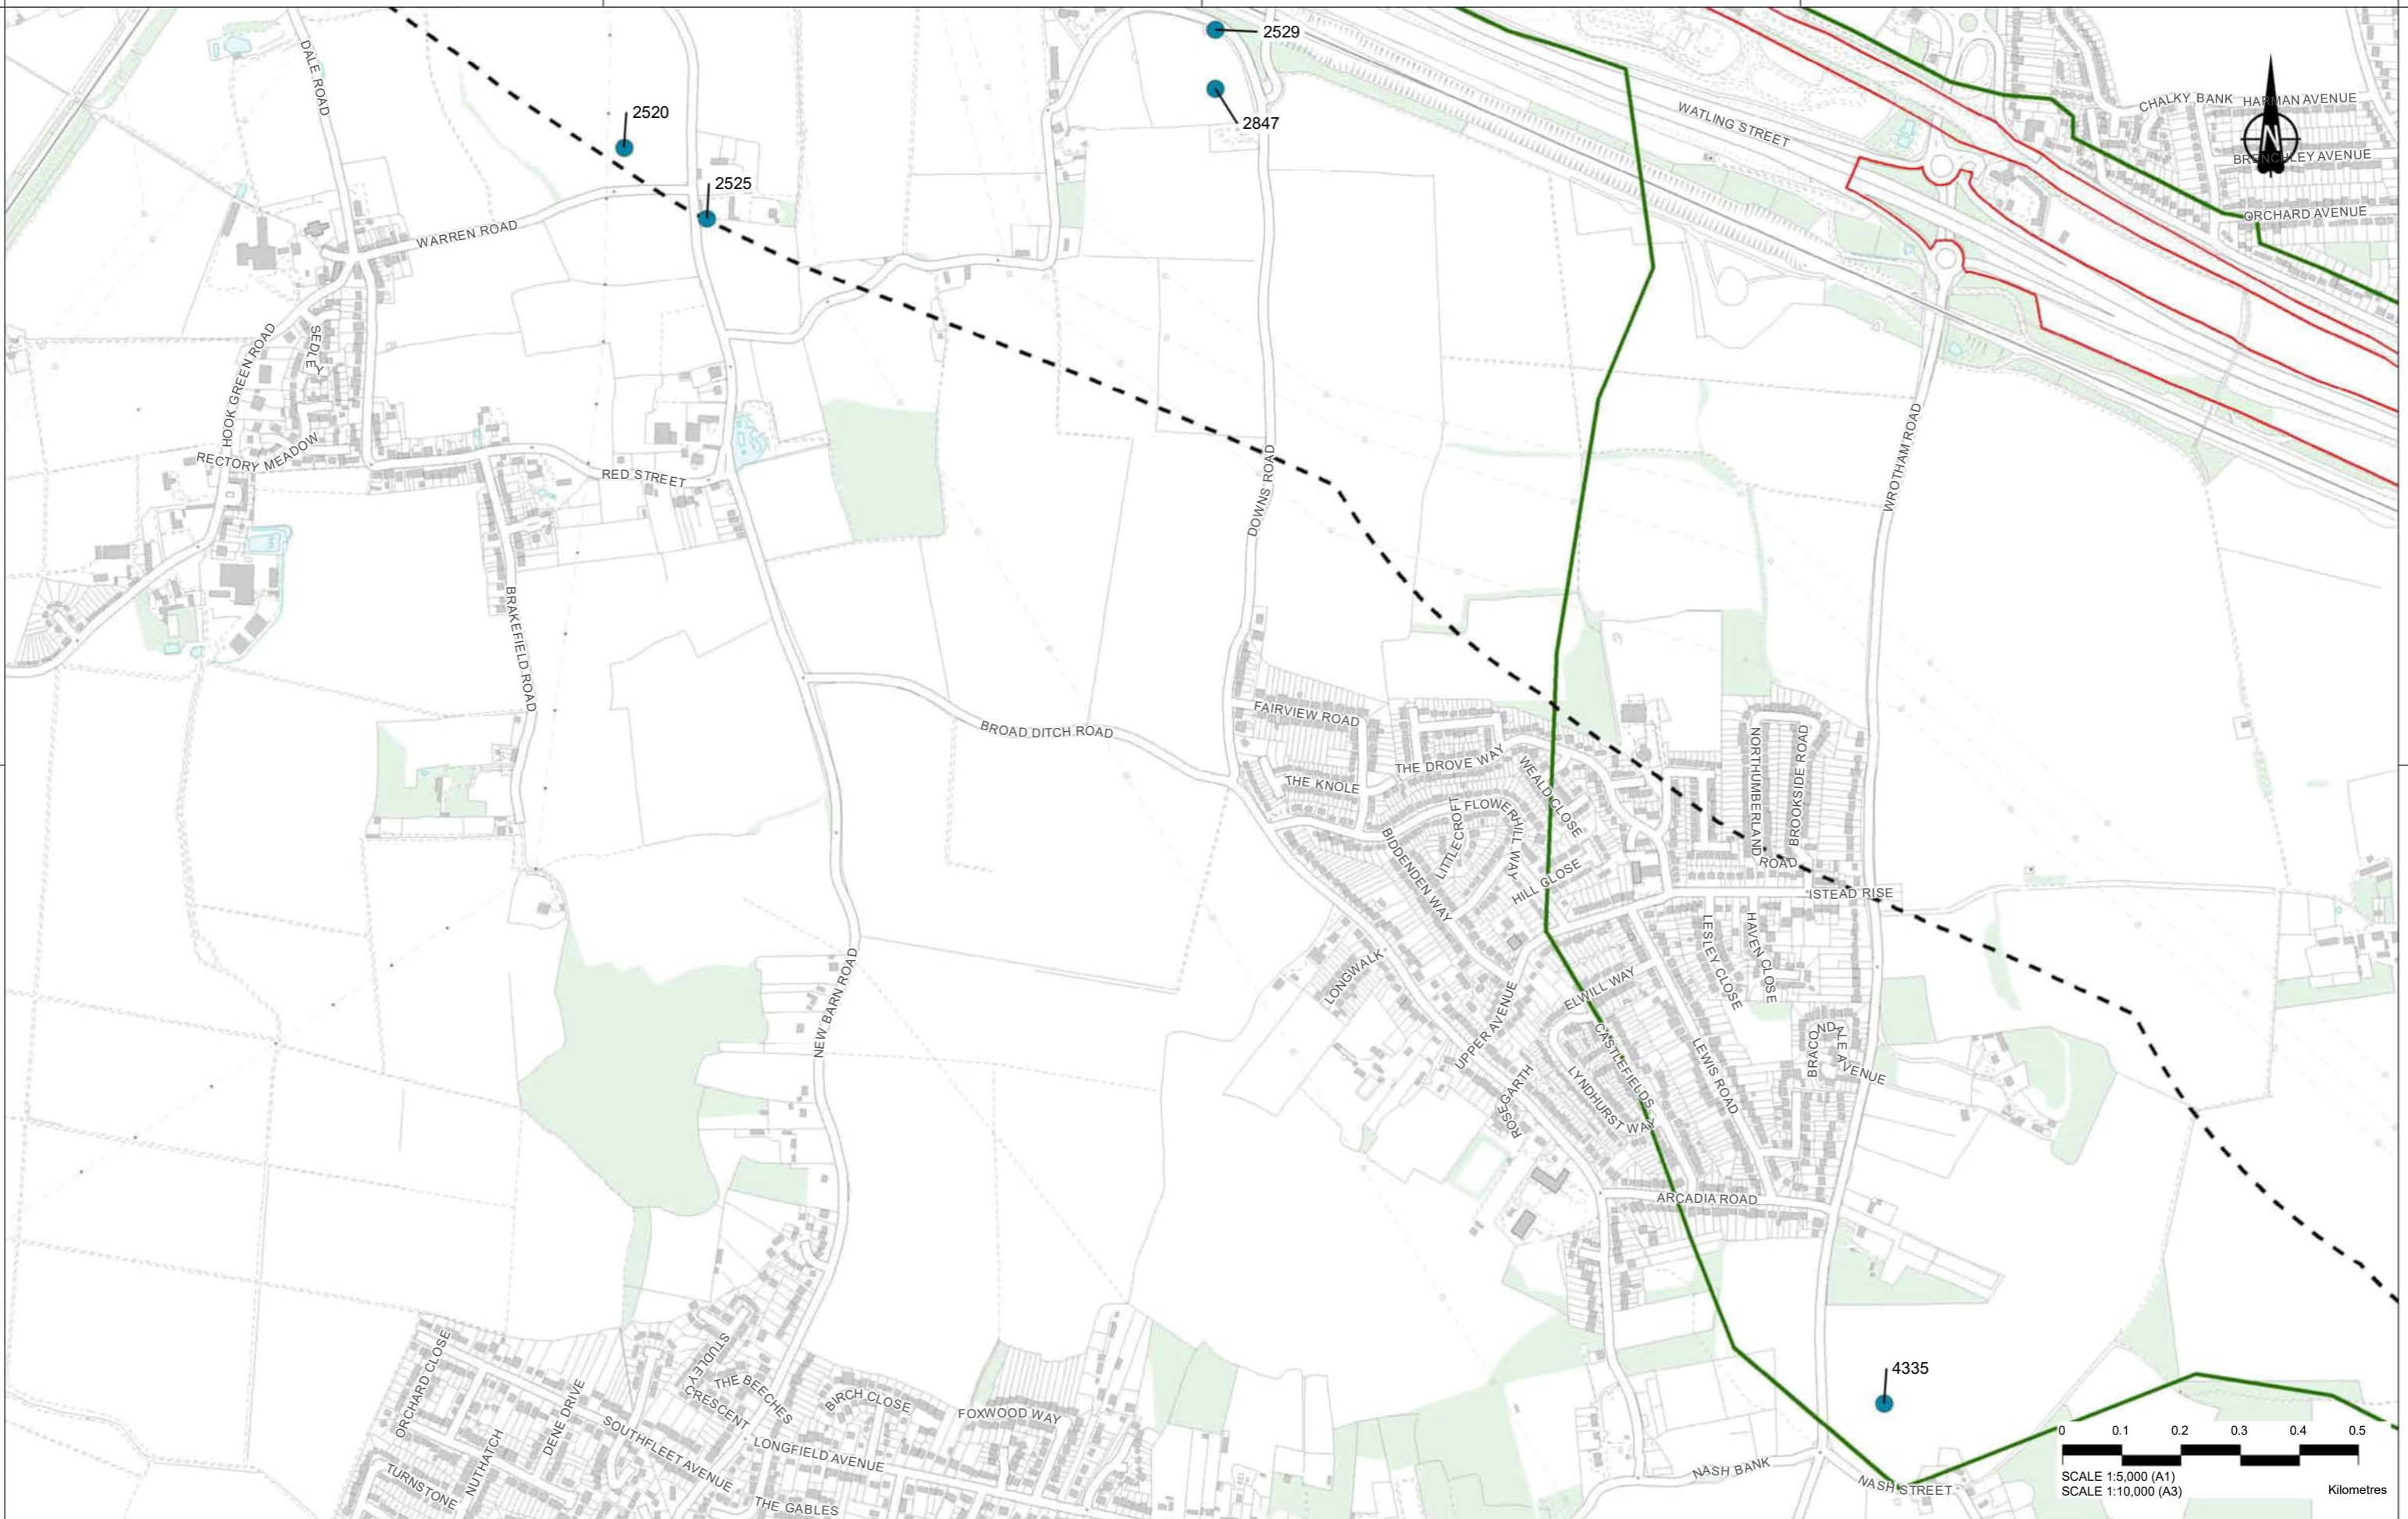 2529
2847
2520
2525
DALE ROAD
WATLING STREET
CHALKY BANK
HARMAN AVENUE
N
BRENCHLEY AVENUE
ORCHARD AVENUE
WARREN ROAD
HOOK GREEN ROAD
SEDLEY
RECTORY MEADOW
RED STREET
DOWNS ROAD
WROTHAM ROAD
BRAKEFIELD ROAD
BROAD DITCH ROAD
FAIRVIEW ROAD
THE KNOLE
THE DROVE WAY
WEALD CLOSE
NORTHUMBERLAND
ROAD
BROOKSIDE ROAD
LITTLECROFT
FLOWERHILL WAY
BIDDENDEN WAY
HILL CLOSE
ISTEAD RISE
LESLEY CLOSE
HAVEN CLOSE
LONGWALK
NEW BARN ROAD
UPPER AVENUE
ELWILL WAY
CASTLEFIELDS
LEWIS ROAD
BRACONDALE AVENUE
ROSEGARTH
LYNDHURST WAY
ARCADIA ROAD
ORCHARD CLOSE
STUDLEY
CRESCENT
THE BEECHES
BIRCH CLOSE
FOXWOOD WAY
DENE DRIVE
NUTHATCH
TURNSTONE
SOUTHFLEET AVENUE
LONGFIELD AVENUE
THE GABLES
4335
NASH BANK
NASH STREET
0 0.1 0.2 0.3 0.4 0.5
SCALE 1:5,000 (A1)
SCALE 1:10,000 (A3)
Kilometres